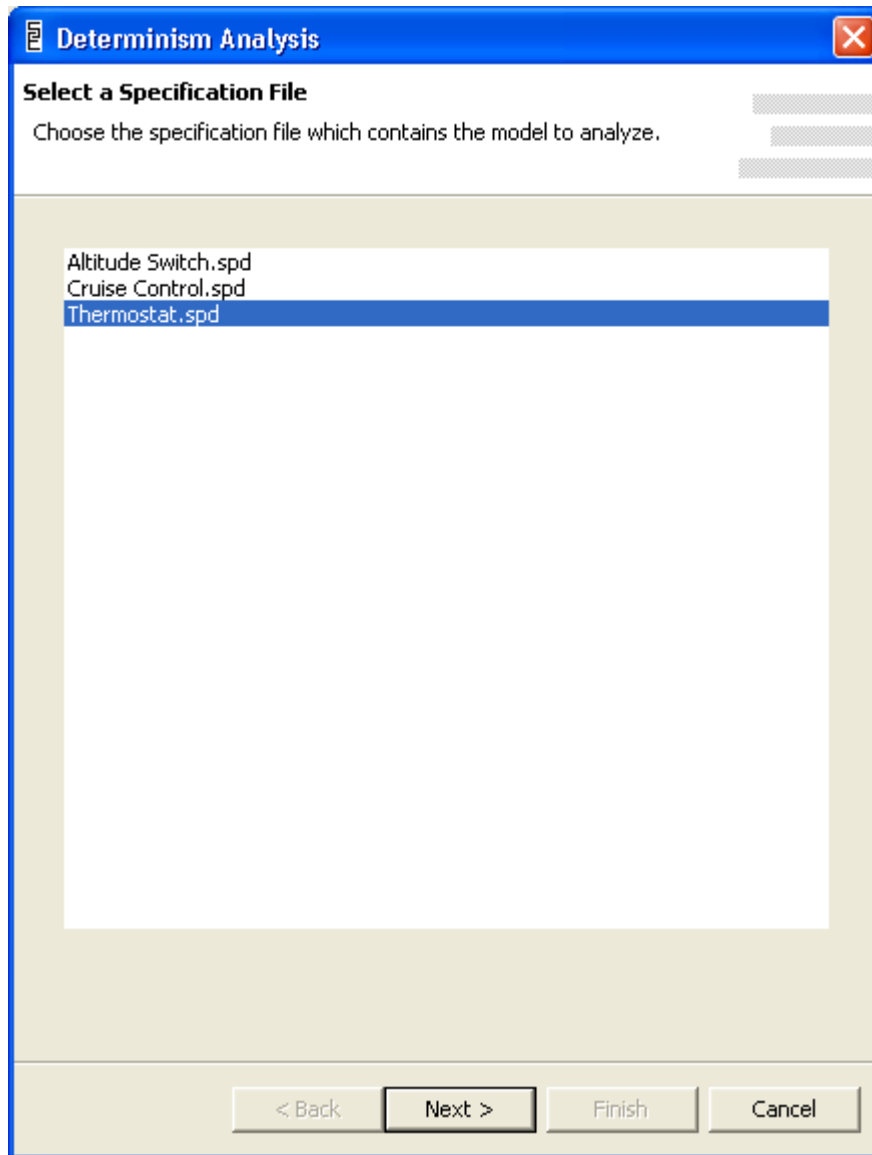 Determinism Analysis
Select a Specification File
Choose the specification file which contains the model to analyze.
Altitude Switch.spd
Cruise Control.spd
Thermostat.spd
< Back
Next >
Finish
Cancel